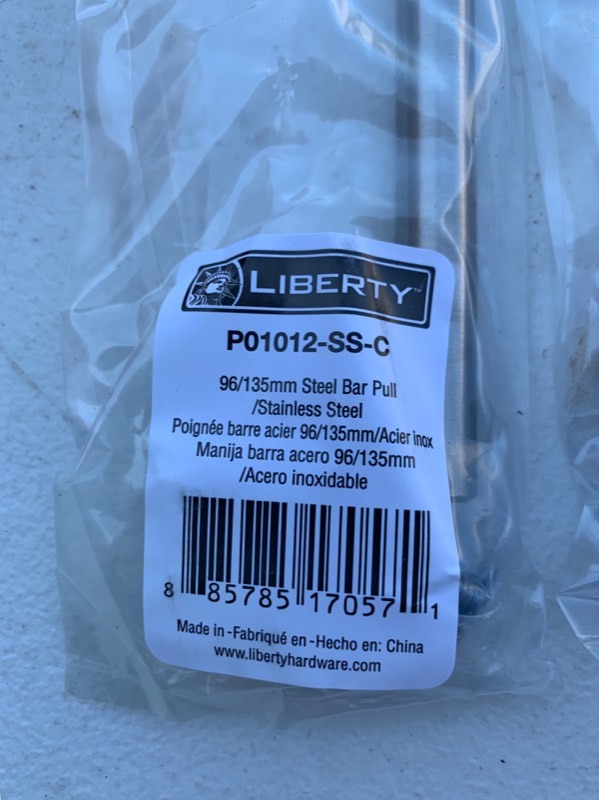 LIBERTY™
P01012-SS-C
96/135mm Steel Bar Pull
/Stainless Steel
Poignée barre acier 96/135mm/Acier inox
Manija barra acero 96/135mm
/Acero inoxidable
8 85785 17057 1
Made in -Fabriqué en -Hecho en: China
www.libertyhardware.com